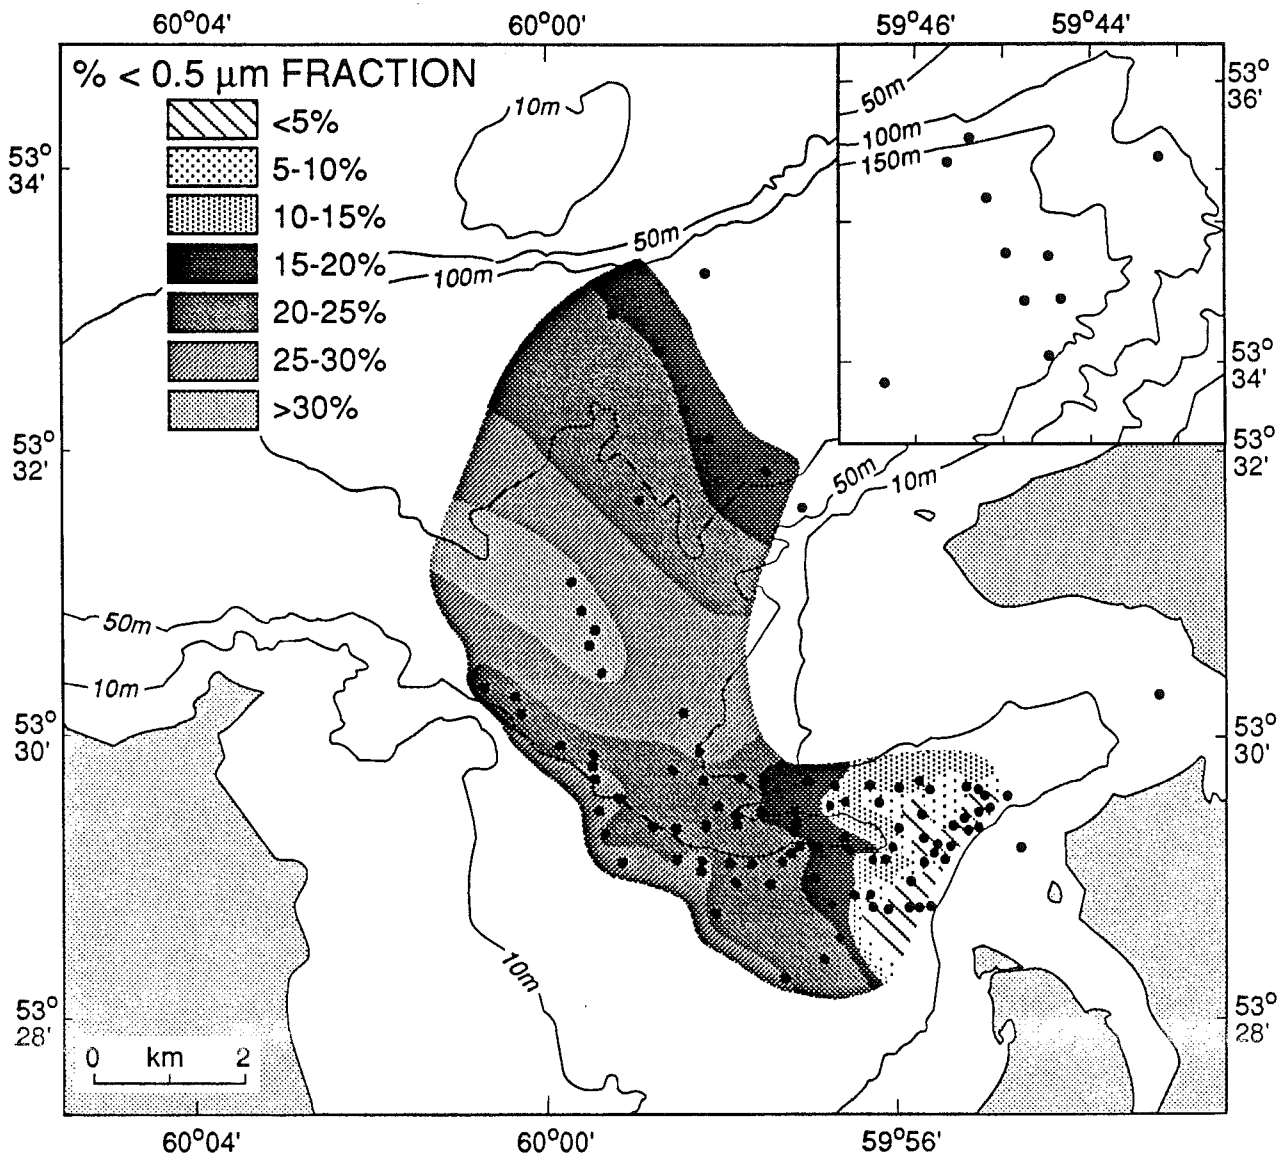 60°04' 60°00' 59°46' 59°44'
% < 0.5 µm FRACTION
<5%
5-10%
10-15%
15-20%
20-25%
25-30%
>30%
10m
50m
100m
50m
100m
150m
53° 36'
53° 34'
53° 34'
53° 32'
53° 32'
50m
10m
50m
10m
53° 30'
53° 30'
10m
53° 28'
53° 28'
0 km 2
60°04' 60°00' 59°56'